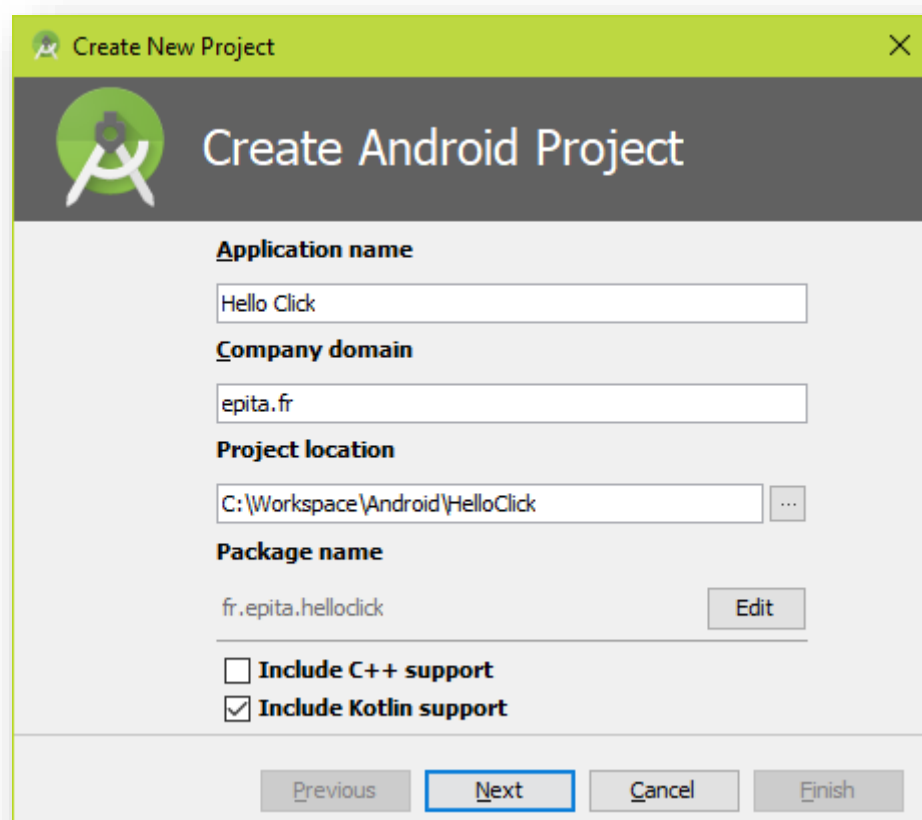 Create New Project
Create Android Project
Application name
Hello Click
Company domain
epita.fr
Project location
C:\Workspace\Android\HelloClick
...
Package name
fr.epita.helloclick
Edit
Include C++ support
Include Kotlin support
Previous Next Cancel Finish